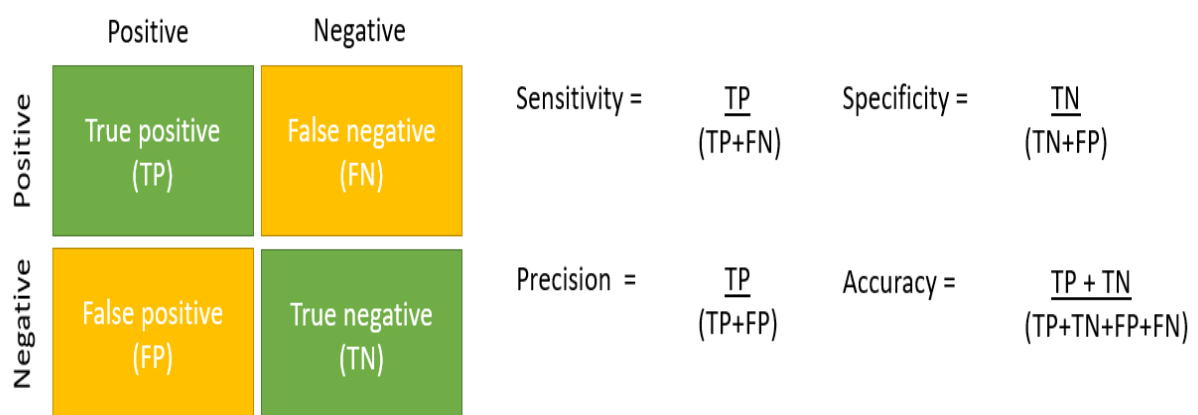 Positive Negative
Positive
True positive
(TP)
False negative
(FN)
Negative
False positive
(FP)
True negative
(TN)
Sensitivity = TP
(TP+FN)
Specificity = TN
(TN+FP)
Precision = TP
(TP+FP)
Accuracy = TP + TN
(TP+TN+FP+FN)